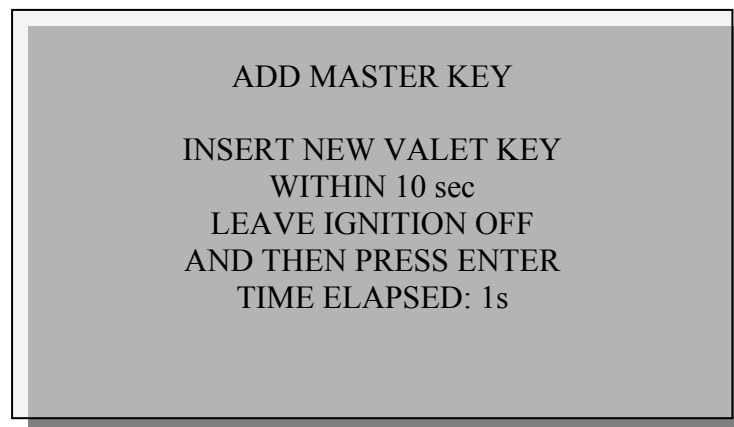 ADD MASTER KEY
INSERT NEW VALET KEY
WITHIN 10 sec
LEAVE IGNITION OFF
AND THEN PRESS ENTER
TIME ELAPSED: 1s